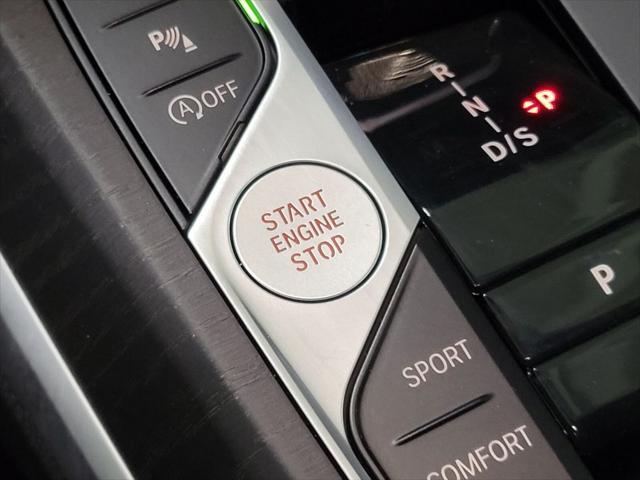 P
A OFF
R
N
D/S
P
START
ENGINE
STOP
P
SPORT
COMFORT